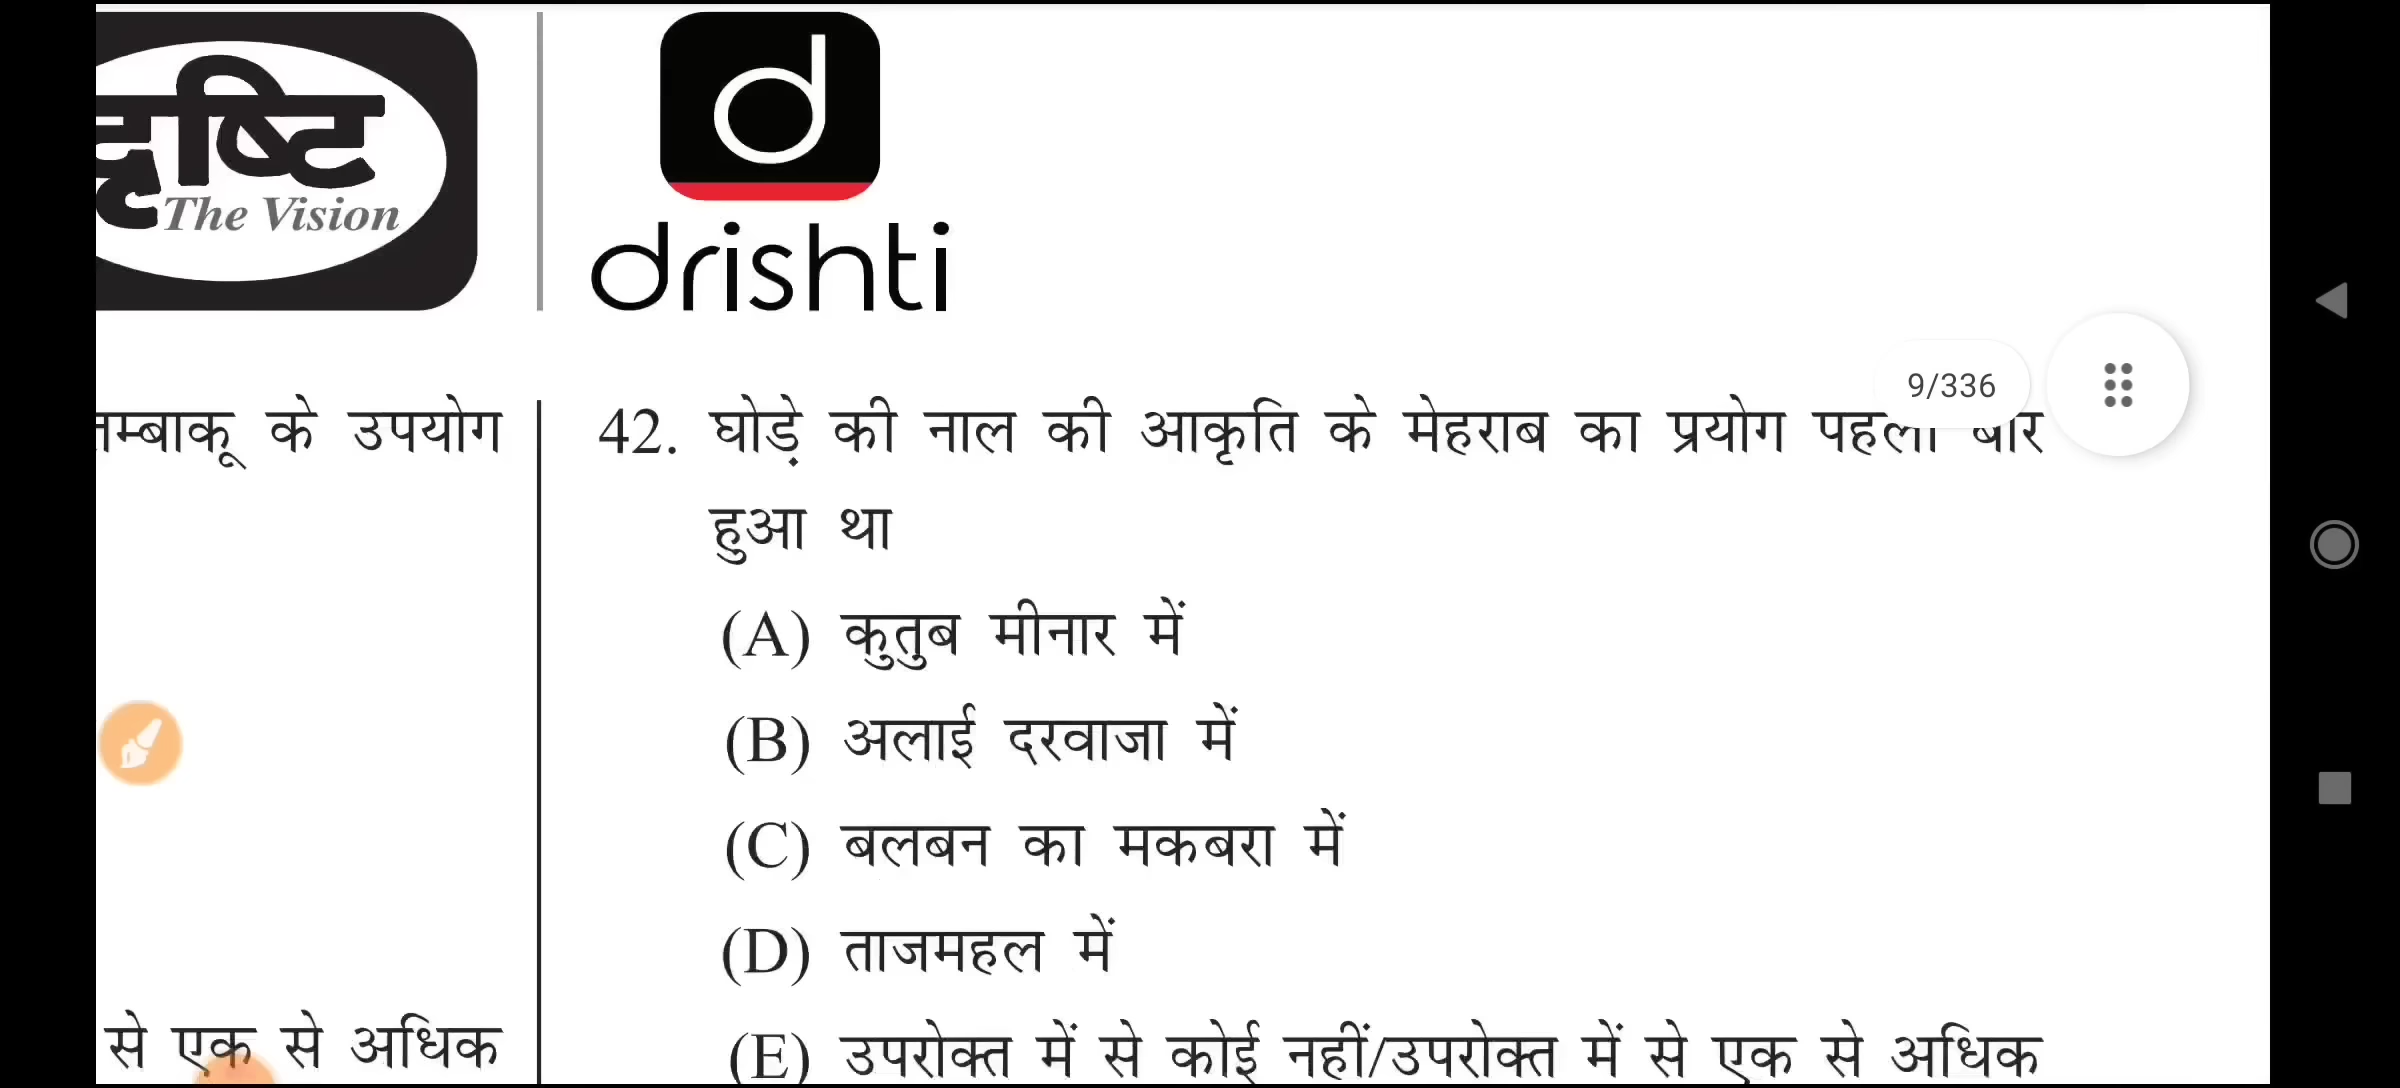 दृष्टि
The Vision
drishti
9/336
के उपयोग
से एक से अधिक
42. घोड़े की नाल की आकृति के मेहराब का प्रयोग पहली बार
हुआ था
(A) कुतुब मीनार में
(B) अलाई दरवाजा में
(C) बलबन का मकबरा में
(D) ताजमहल में
(E) उपरोक्त में से कोई नहीं/उपरोक्त में से एक से अधिक